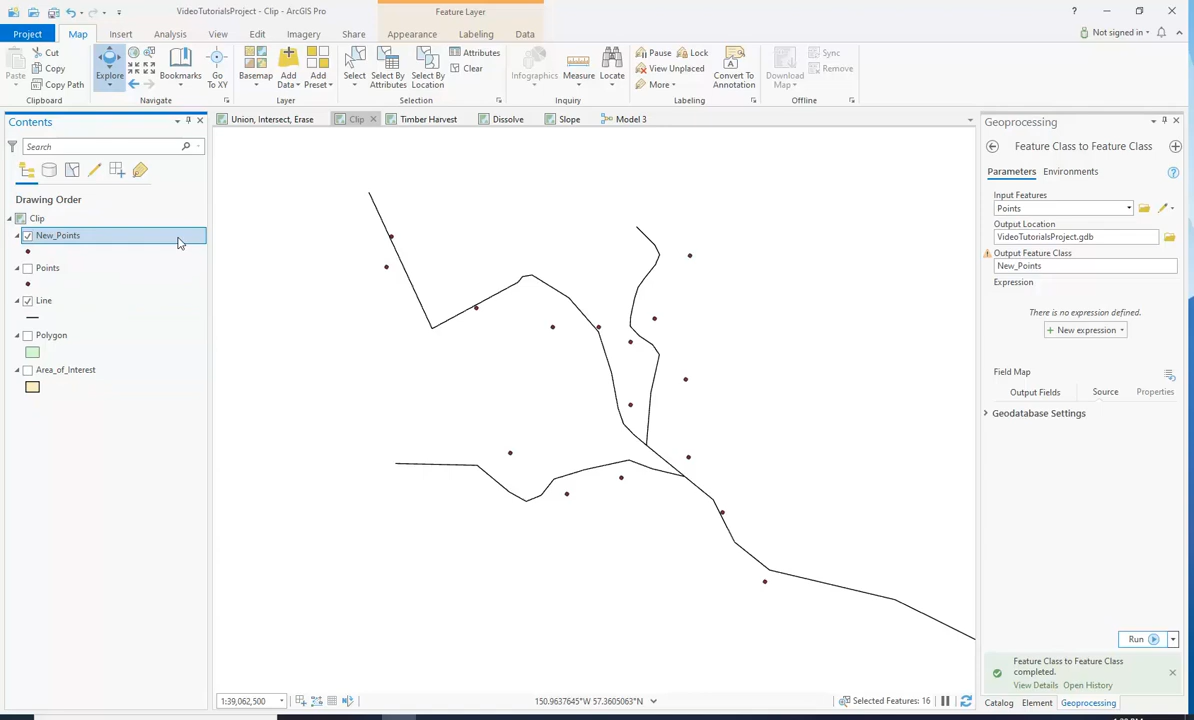 VideoTutorialsProject - Clip - ArcGIS Pro
Feature Layer
?
Project
Map
Insert
Analysis
View
Edit
Imagery
Share
Appearance
Labeling
Data
Not signed in
Paste
Cut
Copy
Copy Path
Clipboard
Explore
Bookmarks
Go To XY
Navigate
Basemap
Add Data
Add Preset
Layer
Select
Select By Attributes
Select By Location
Attributes
Clear
Selection
Infographics
Measure
Locate
Inquiry
Pause
Lock
View Unplaced
More
Convert To Annotation
Labeling
Download Map
Sync
Remove
Offline
Contents
Search
Drawing Order
Clip
New_Points
Points
Line
Polygon
Area_of_Interest
Union, Intersect, Erase
Clip
Timber Harvest
Dissolve
Slope
Model 3
1:39,062,500
150.9637645°W 57.3605063°N
Selected Features: 16
Geoprocessing
Feature Class to Feature Class
Parameters
Environments
?
Input Features
Points
Output Location
VideoTutorialsProject.gdb
Output Feature Class
New_Points
Expression
There is no expression defined.
New expression
Field Map
Output Fields
Source
Properties
Geodatabase Settings
Run
Feature Class to Feature Class
completed.
View Details Open History
Catalog
Element
Geoprocessing